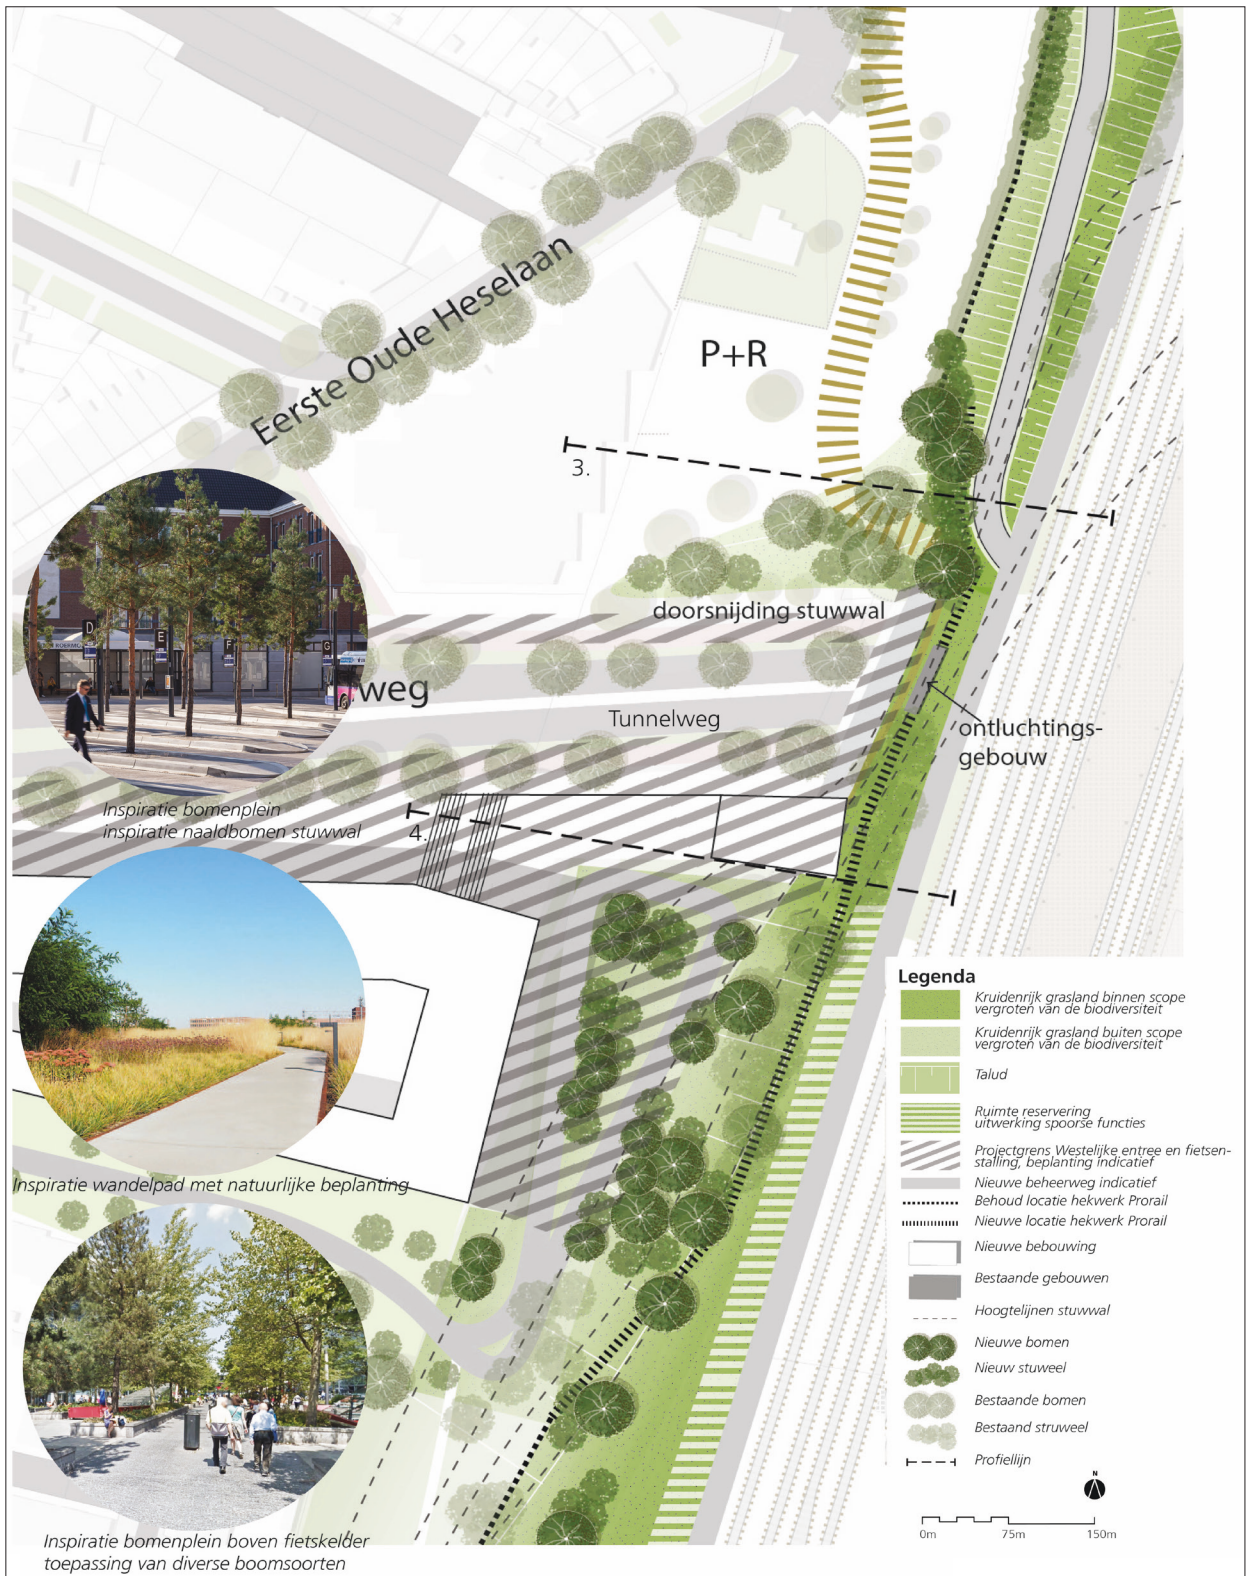 Eerste Oude Heselaan
P+R
3.
doorsnijding stuwwal
weg
Tunnelweg
ontluchtings-
gebouw
D
E
F
G
Inspiratie bomenplein
inspiratie naaldbomen stuwwal
4.
Inspiratie wandelpad met natuurlijke beplanting
Inspiratie bomenplein boven fietskelder
toepassing van diverse boomsoorten
Legenda
Kruidenrijk grasland binnen scope
vergroten van de biodiversiteit
Kruidenrijk grasland buiten scope
vergroten van de biodiversiteit
Talud
Ruimte reservering
uitwerking spoorse functies
Projectgrens Westelijke entree en fietsen-
stalling, beplanting indicatief
Nieuwe beheerweg indicatief
Behoud locatie hekwerk Prorail
Nieuwe locatie hekwerk Prorail
Nieuwe bebouwing
Bestaande gebouwen
Hoogtelijnen stuwwal
Nieuwe bomen
Nieuw stuweel
Bestaande bomen
Bestaand struweel
Profiellijn
N
0m 75m 150m